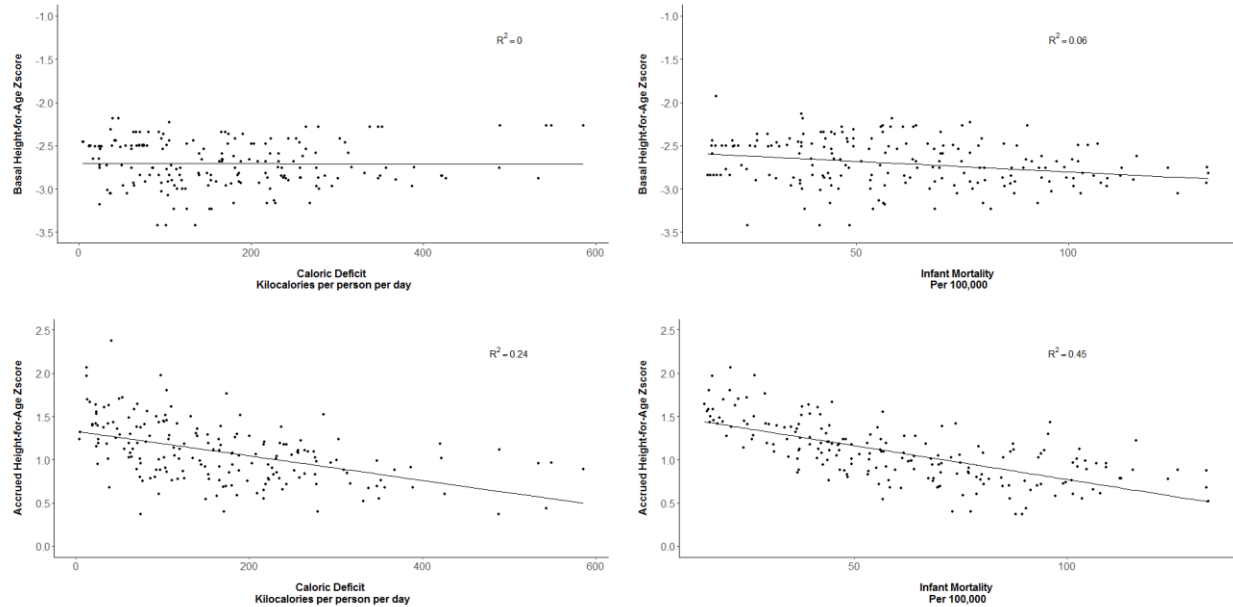 Basal Height-for-Age Zscore
-1.0
-1.5
-2.0
-2.5
-3.0
-3.5
R² = 0
0
200
400
600
Caloric Deficit
Kilocalories per person per day
Basal Height-for-Age Zscore
-1.0
-1.5
-2.0
-2.5
-3.0
-3.5
R² = 0.06
50
100
Infant Mortality
Per 100,000
Accrued Height-for-Age Zscore
2.5
2.0
1.5
1.0
0.5
0.0
R² = 0.24
0
200
400
600
Caloric Deficit
Kilocalories per person per day
Accrued Height-for-Age Zscore
2.5
2.0
1.5
1.0
0.5
0.0
R² = 0.45
50
100
Infant Mortality
Per 100,000